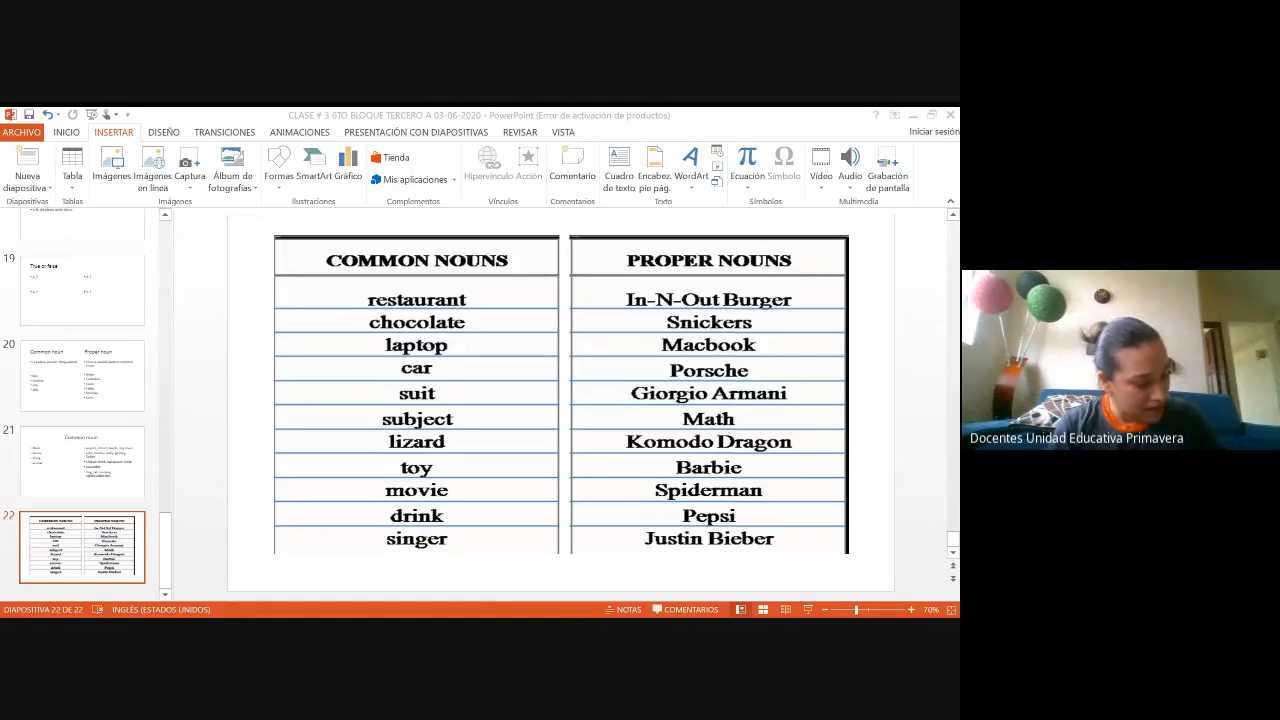 CLASE # 3 6TO BLOQUE TERCERO A 03-06-2020 - PowerPoint (Error de activación de productos)
ARCHIVO INICIO INSERTAR DISEÑO TRANSICIONES ANIMACIONES PRESENTACIÓN CON DIAPOSITIVAS REVISAR VISTA Iniciar sesión
Nueva diapositiva
Tabla
Imágenes
Imágenes en línea
Captura
Álbum de fotografías
Formas
SmartArt
Gráfico
Tienda
Mis aplicaciones
Hipervínculo
Acción
Comentario
Cuadro de texto
Encabez. pie pág.
WordArt
Ecuación
Símbolo
Vídeo
Audio
Grabación de pantalla
Diapositivas Tablas Imágenes Ilustraciones Complementos Vínculos Comentarios Texto Símbolos Multimedia
19
True or false
20
Common noun Proper noun
21
Common noun
22
COMMON NOUNS PROPER NOUNS
restaurant In-N-Out Burger
chocolate Snickers
laptop Macbook
car Porsche
suit Giorgio Armani
subject Math
lizard Komodo Dragon
toy Barbie
movie Spiderman
drink Pepsi
singer Justin Bieber
Docentes Unidad Educativa Primavera
DIAPOSITIVA 22 DE 22 INGLÉS (ESTADOS UNIDOS) NOTAS COMENTARIOS 70%